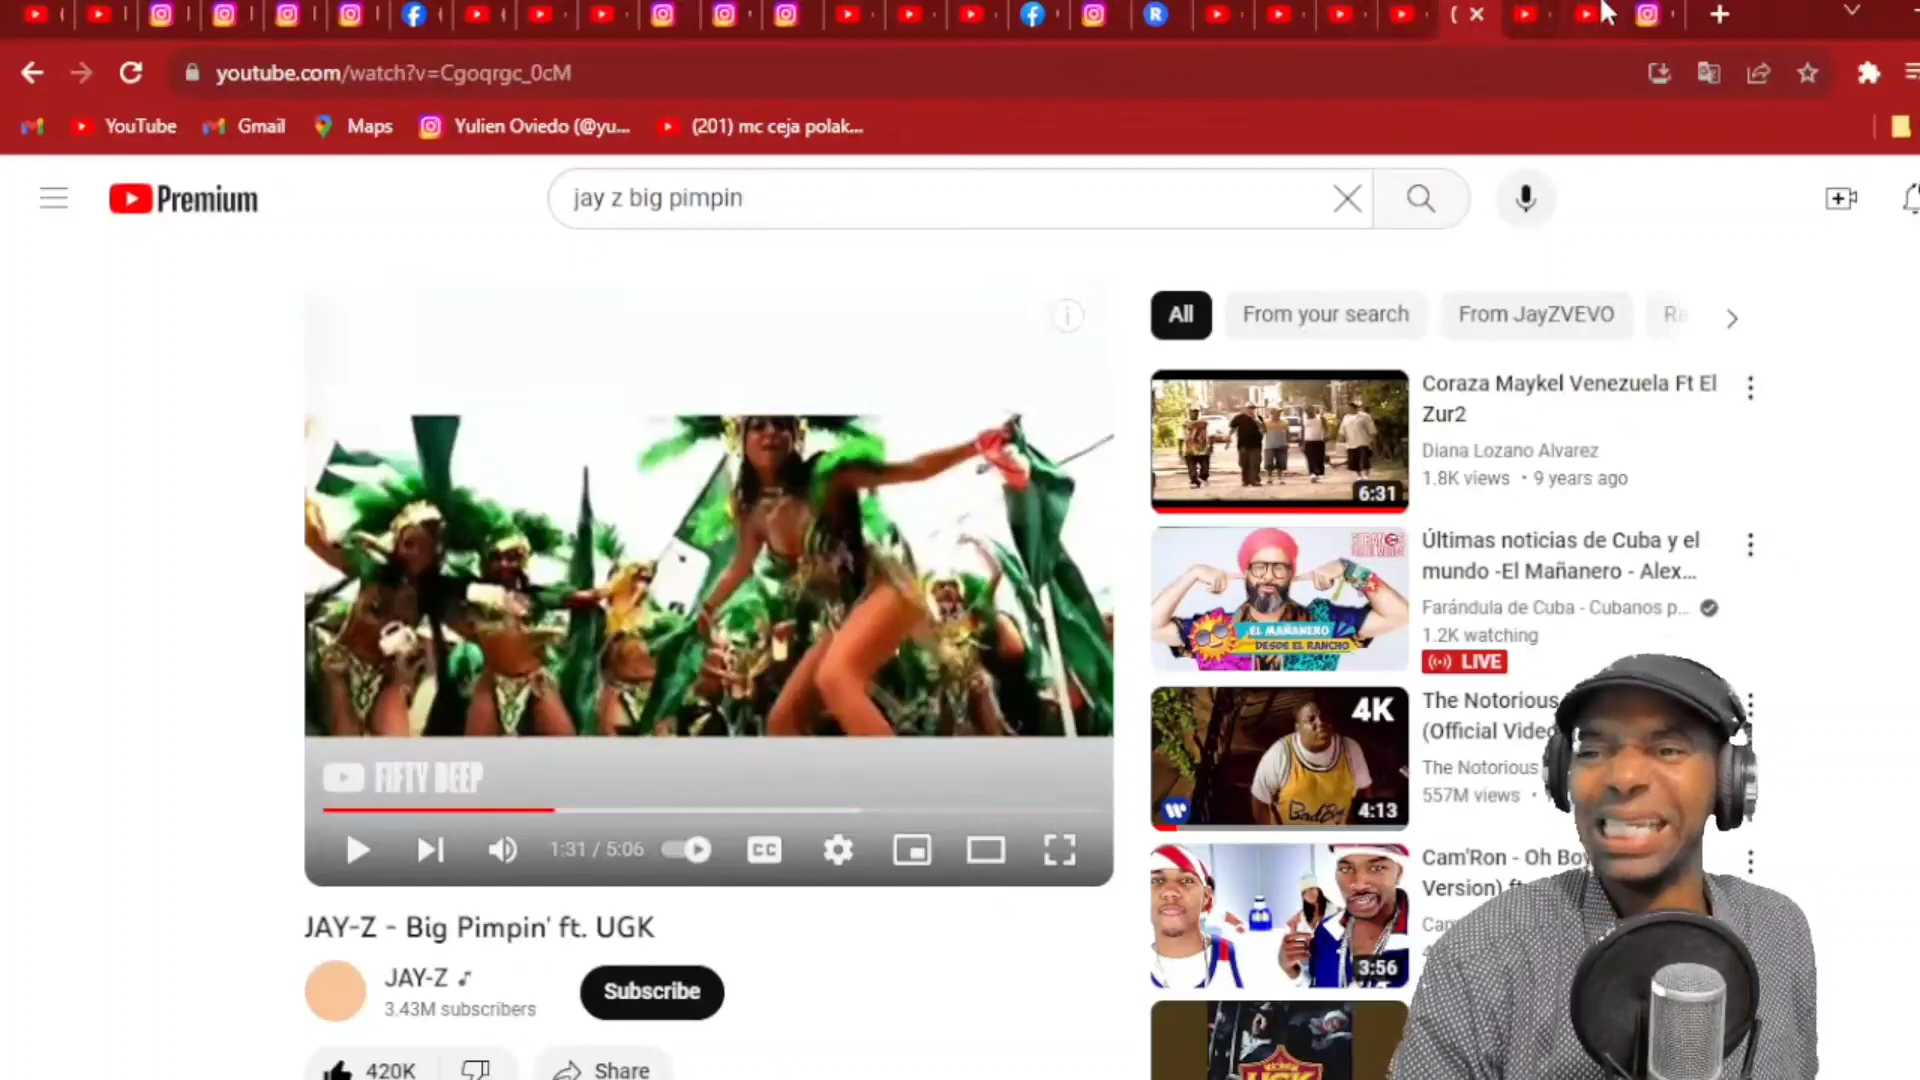 youtube.com/watch?v=Cgoqrgc_0cM
YouTube
Gmail
Maps
Yulien Oviedo (@yu...
(201) mc ceja polak...
Premium
jay z big pimpin
All
From your search
From JayZVEVO
Coraza Maykel Venezuela Ft El
Zur2
Diana Lozano Alvarez
1.8K views • 9 years ago
6:31
Últimas noticias de Cuba y el
mundo -El Mañanero - Alex...
Farándula de Cuba - Cubanos p...
1.2K watching
LIVE
EL MAÑANERO
DESDE EL RANCHO
The Notorious
(Official Video
The Notorious
557M views •
4K
4:13
Cam'Ron - Oh Boy
Version) ft
3:56
UGK
FIFTY DEEP
1:31 / 5:06
CC
JAY-Z - Big Pimpin' ft. UGK
JAY-Z
3.43M subscribers
Subscribe
420K
Share